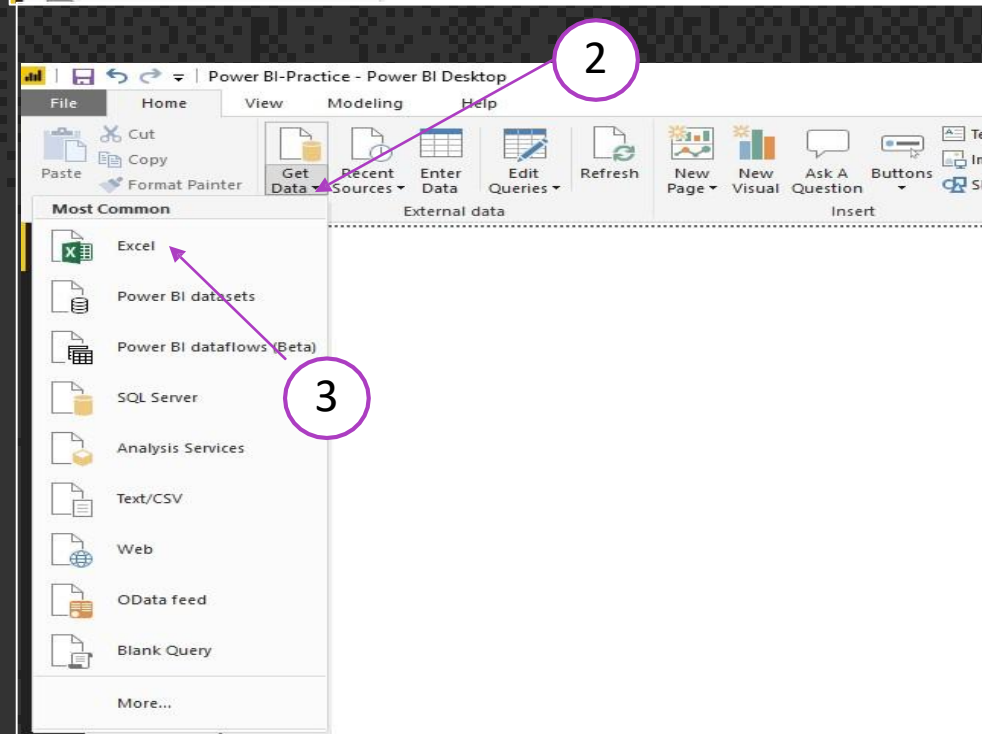 2
Power BI-Practice - Power BI Desktop
File Home View Modeling Help
Paste
Cut
Copy
Format Painter
Get Data
Recent Sources
Enter Data
Edit Queries
Refresh
New Page
New Visual
Ask A Question
Buttons
External data
Insert
Most Common
Excel
Power BI datasets
Power BI dataflows (Beta)
SQL Server
3
Analysis Services
Text/CSV
Web
OData feed
Blank Query
More...